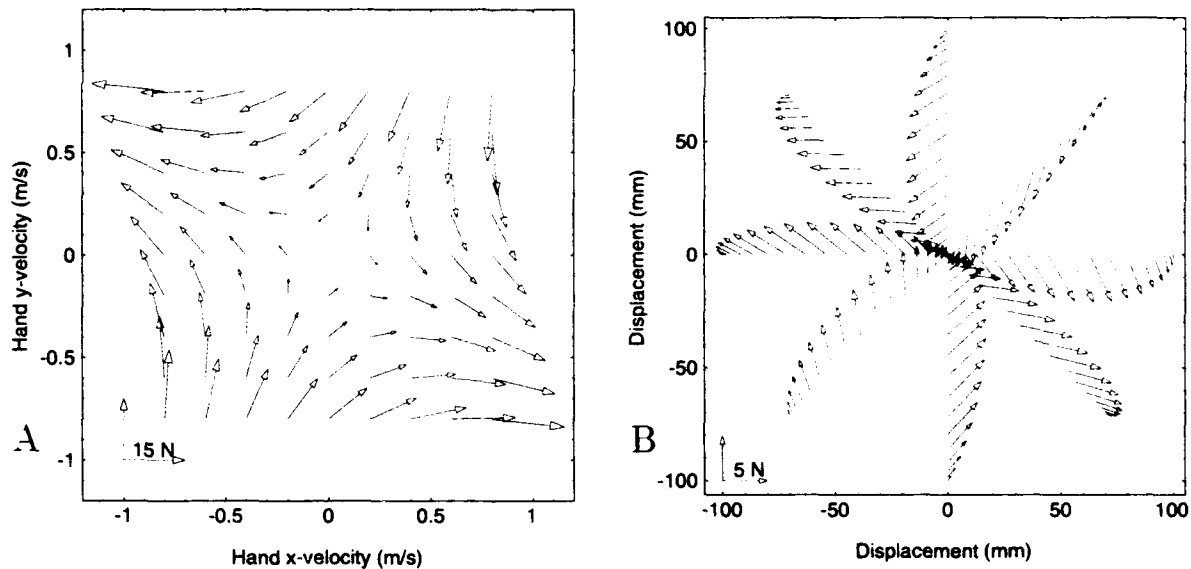 1
0.5
0
-0.5
-1
Hand y-velocity (m/s)
A
15 N
-1 -0.5 0 0.5 1
Hand x-velocity (m/s)
100
50
0
-50
-100
Displacement (mm)
B
5 N
-100 -50 0 50 100
Displacement (mm)